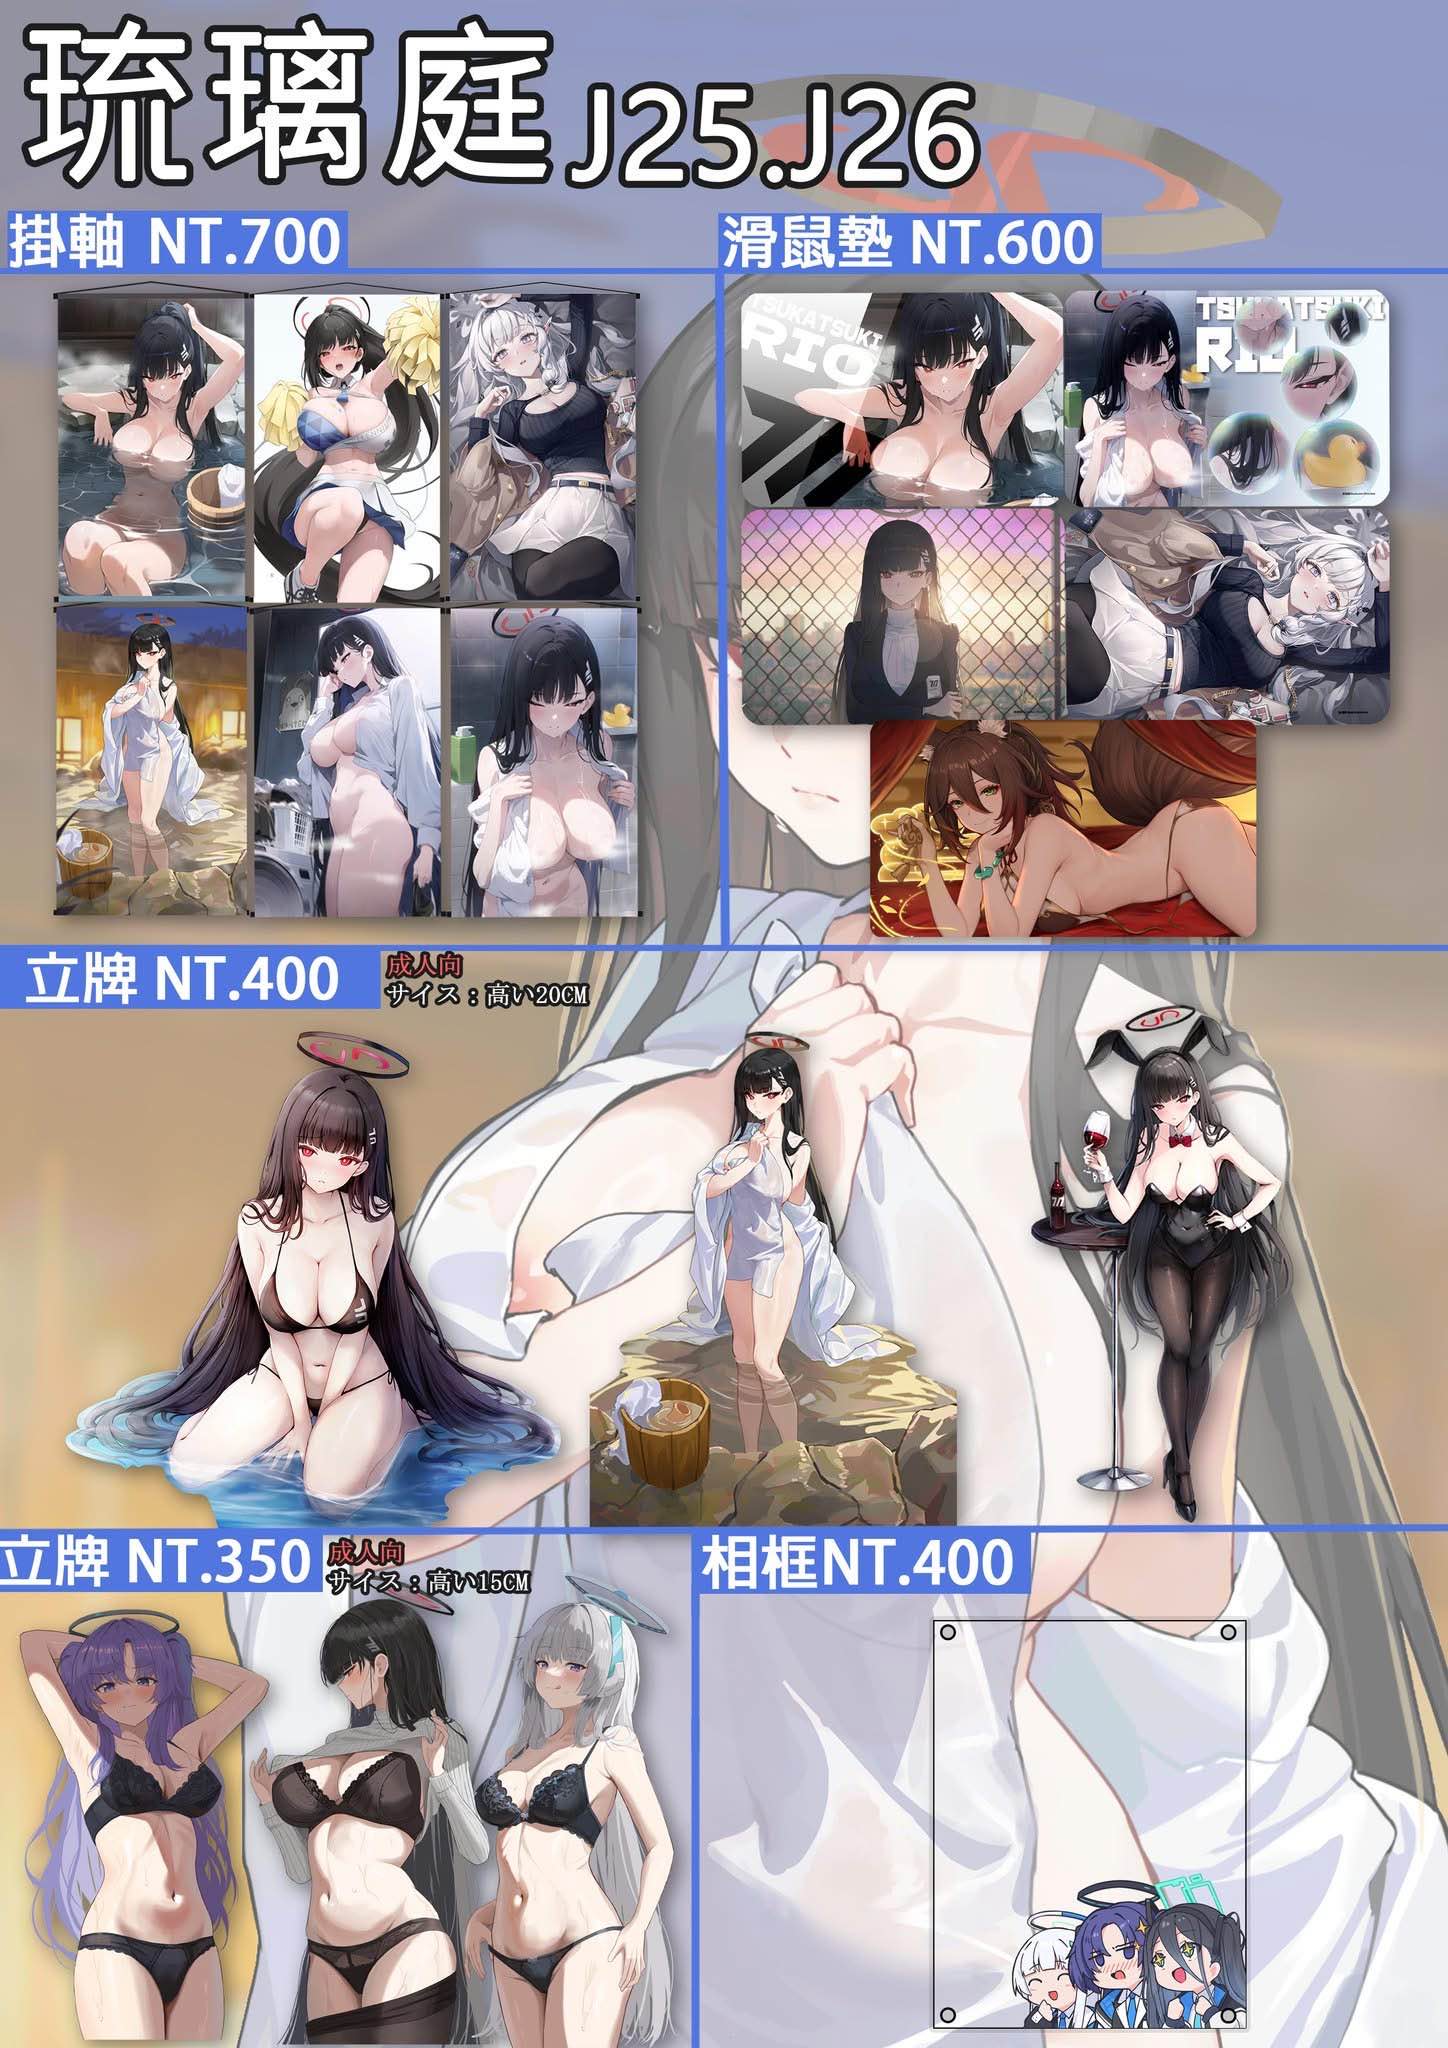 琉璃庭 J25.J26
掛軸 NT.700
滑鼠墊 NT.600
TSUKATSUKI
RIO
TSUKATSUKI
RIO
立牌 NT.400
成人向
サイス：高い20CM
立牌 NT.350
成人向
サイス：高い15CM
相框NT.400